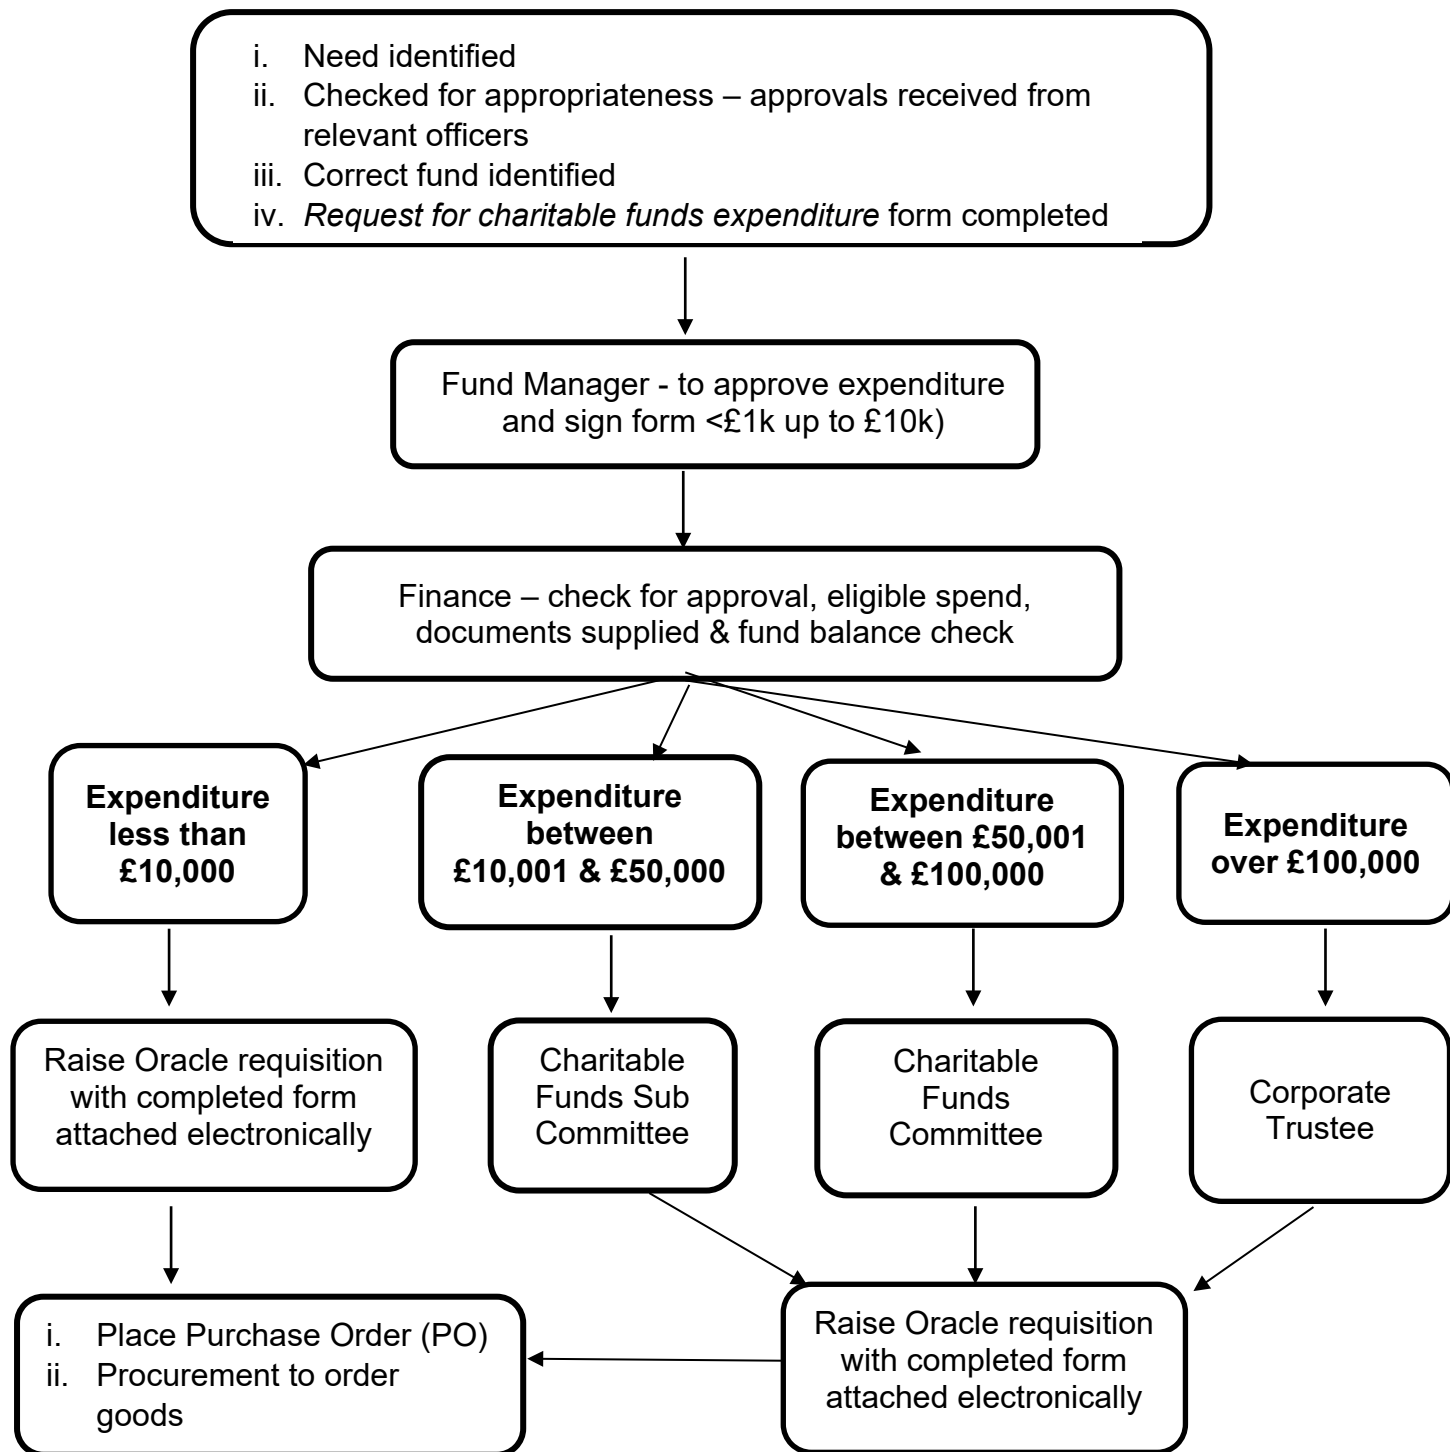 i. Need identified
ii. Checked for appropriateness – approvals received from
relevant officers
iii. Correct fund identified
iv. Request for charitable funds expenditure form completed
Fund Manager - to approve expenditure
and sign form <£1k up to £10k)
Finance – check for approval, eligible spend,
documents supplied & fund balance check
Expenditure
less than
£10,000
Expenditure
between
£10,001 & £50,000
Expenditure
between £50,001
& £100,000
Expenditure
over £100,000
Raise Oracle requisition
with completed form
attached electronically
Charitable
Funds Sub
Committee
Charitable
Funds
Committee
Corporate
Trustee
i. Place Purchase Order (PO)
ii. Procurement to order
goods
Raise Oracle requisition
with completed form
attached electronically